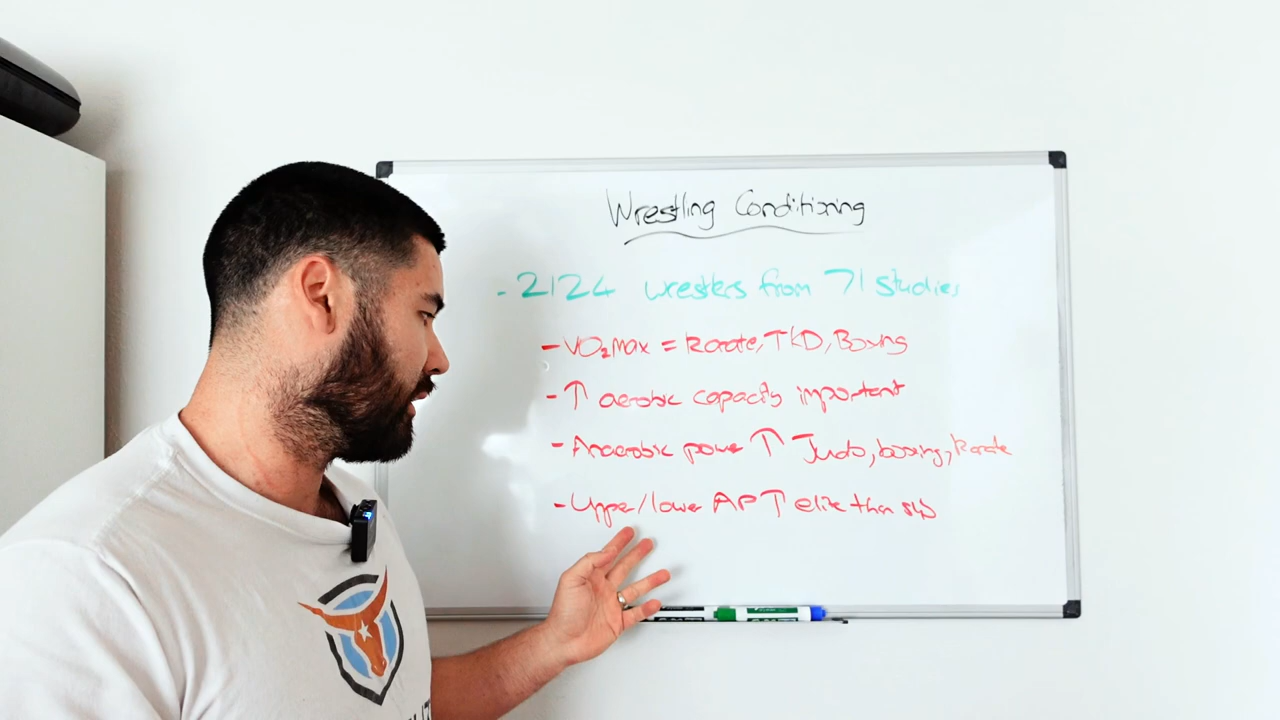 Wrestling Conditioning
- 2124 wrestlers from 71 studies
- VO₂max = Karate, TKD, Boxing
- ↑ aerobic capacity important
- Anaerobic power ↑ Judo, boxing, Karate
- Upper/lower AP ↑ elite than sub